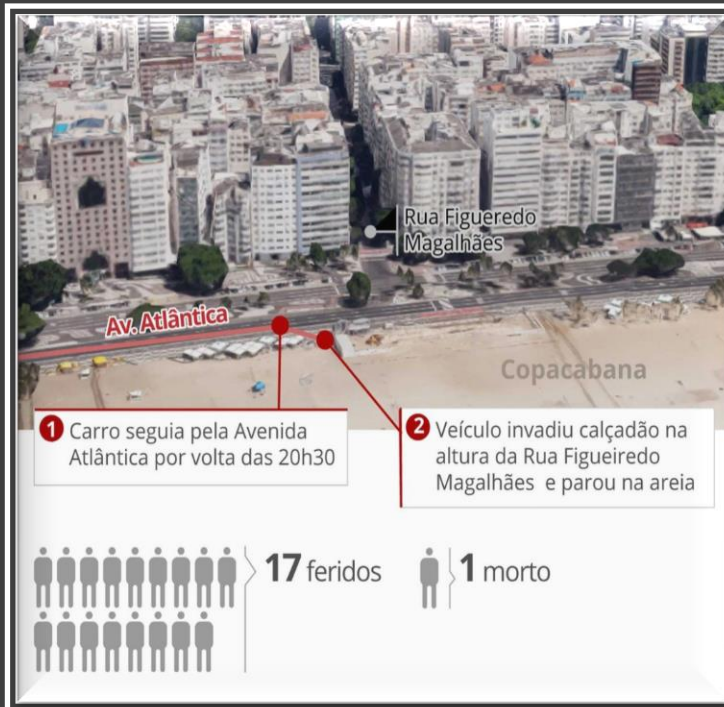 Rua Figueredo
Magalhães
Av. Atlântica
Copacabana
1 Carro seguia pela Avenida
Atlântica por volta das 20h30
2 Veículo invadiu calçadão na
altura da Rua Figueiredo
Magalhães e parou na areia
17 feridos
1 morto